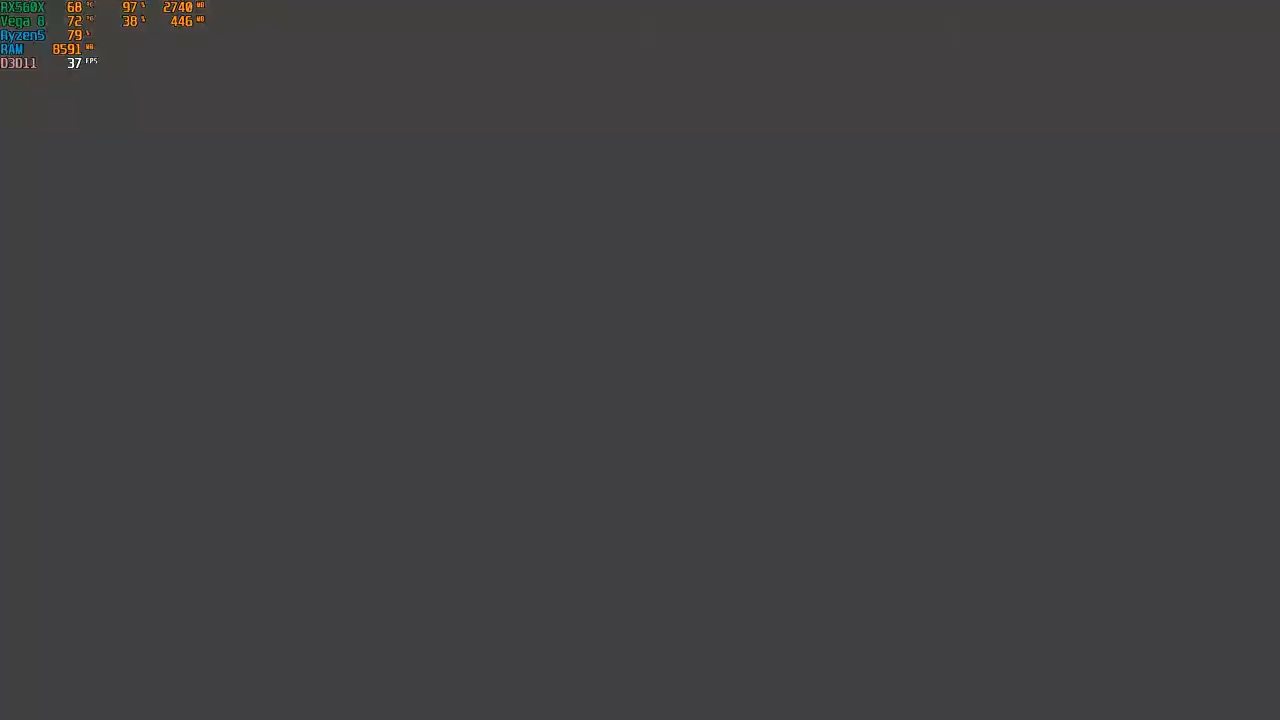 RX560X 68 °C 97 % 2740 MB
Vega 8 72 °C 38 % 446 MB
Ryzen5 79 %
RAM 8591 MB
D3D11 37 FPS